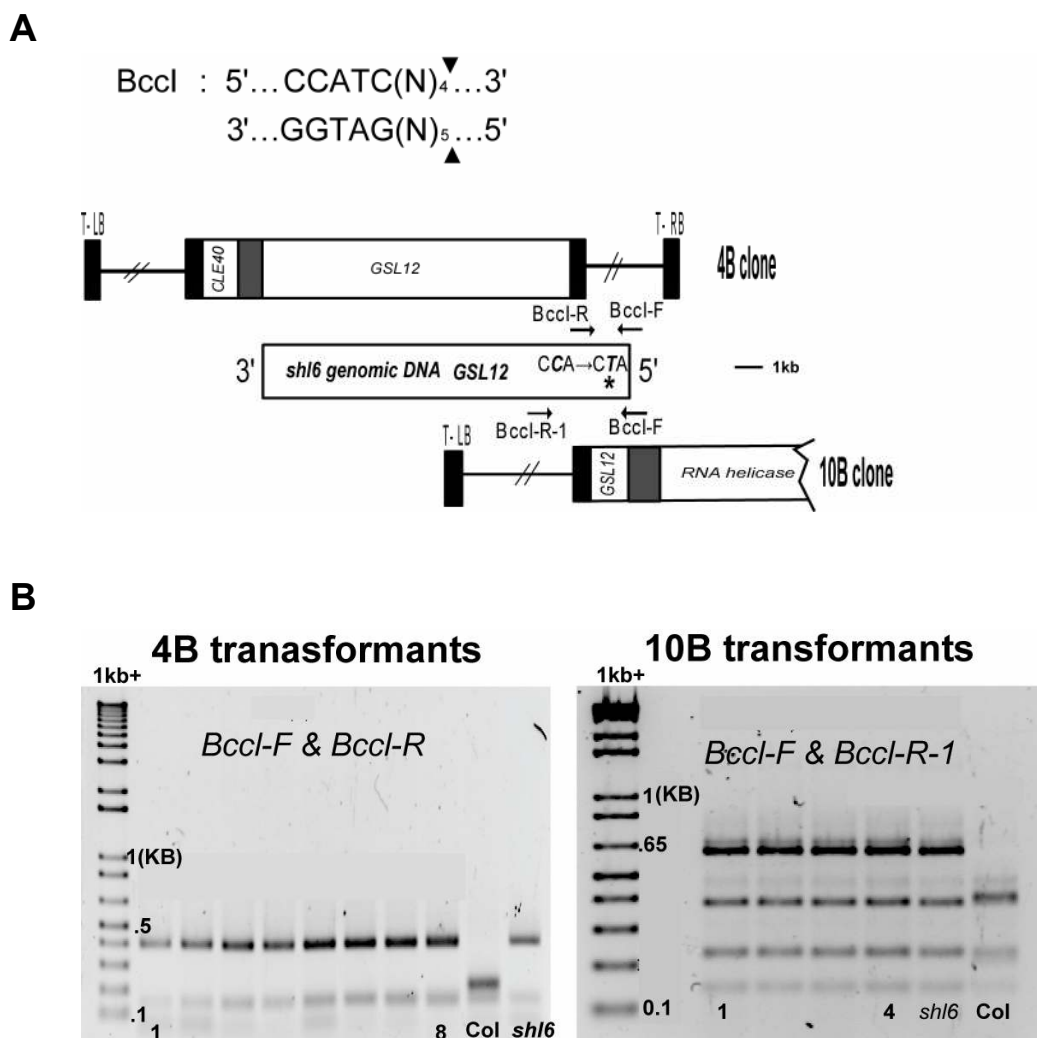 A
BccI : 5'...CCATC(N)4...3'
3'...GGTAG(N)5...5'
T-LB
CLE40
GSL12
T-RB
4B clone
BccI-R
BccI-F
3'
shl6 genomic DNA GSL12
CCA→CTA
*
5'
1kb
BccI-R-1
BccI-F
T-LB
GSL12
RNA helicase
10B clone
B
4B tranasformants
1kb+
BccI-F & BccI-R
1(KB)
.5
.1
1
8
Col
shl6
10B transformants
1kb+
BccI-F & BccI-R-1
1(KB)
.65
0.1
1
4
shl6
Col